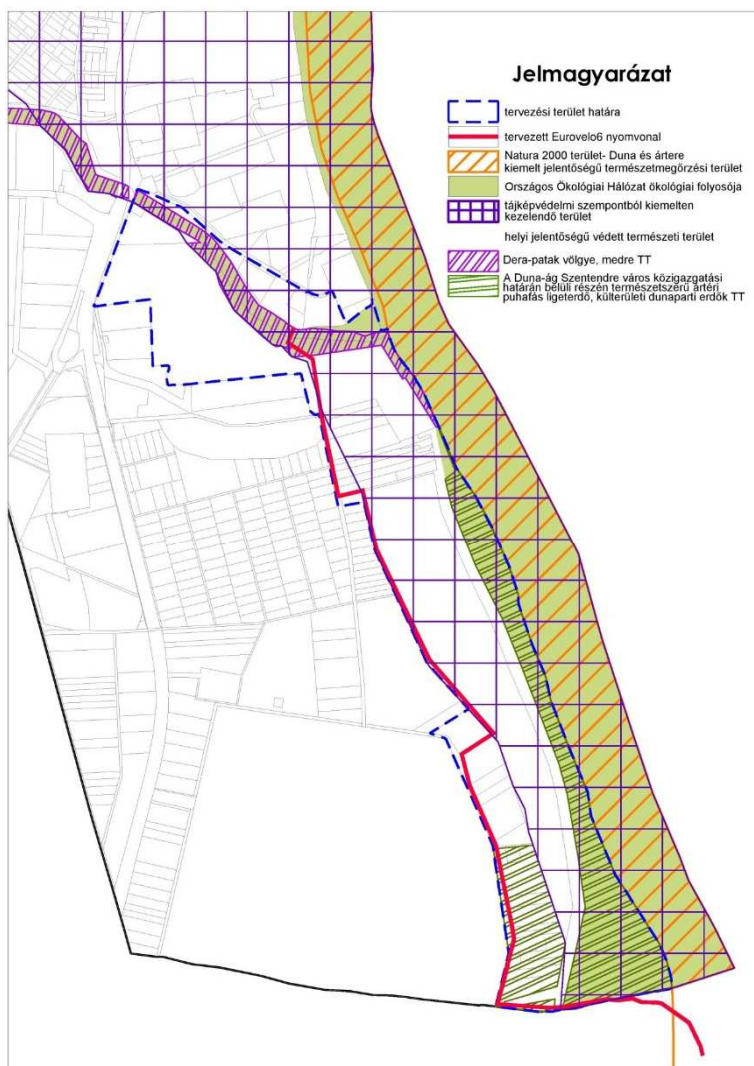 Jelmagyarázat
tervezési terület határa
tervezett Eurovelo6 nyomvonal
Natura 2000 terület- Duna és ártere
kiemelt jelentőségű természetmegőrzési terület
Országos Ökológiai Hálózat ökológiai folyosója
tájképvédelmi szempontból kiemelten
kezelendő terület
helyi jelentőségű védett természeti terület
Dera-patak völgye, medre TT
A Duna-ág Szentendre város közigazgatási
határán belüli részén természetszerű ártéri
puhafás ligeterdő, külterületi dunaparti erdők TT